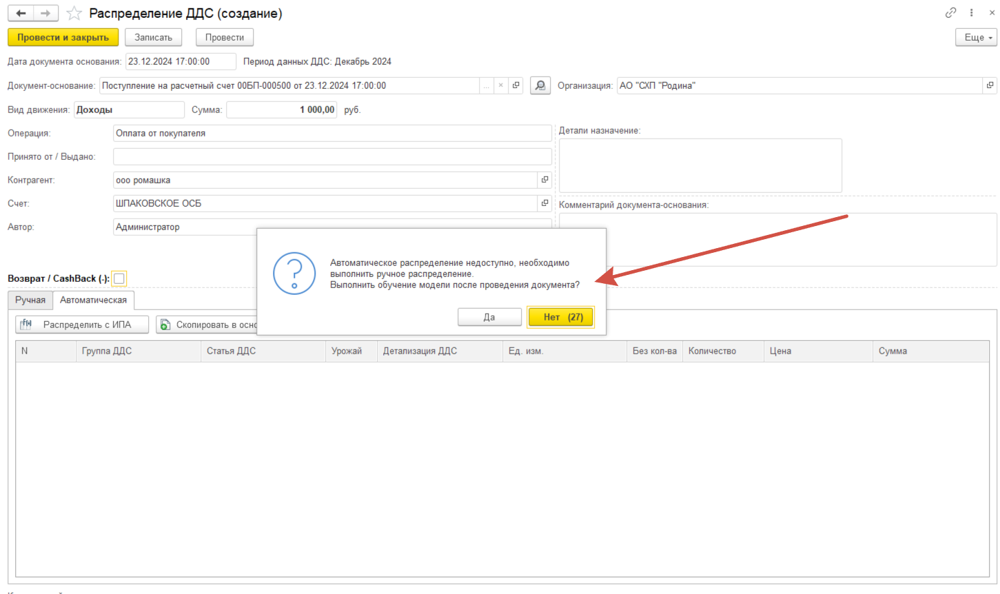 Распределение ДДС (создание)
Провести и закрыть Записать Провести Еще
Дата документа основания: 23.12.2024 17:00:00 Период данных ДДС: Декабрь 2024
Документ-основание: Поступление на расчетный счет 00БП-000500 от 23.12.2024 17:00:00 ... × Организация: АО "СХП "Родина"
Вид движения: Доходы Сумма: 1 000,00 руб.
Операция: Оплата от покупателя
Детали назначение:
Принято от / Выдано:
Контрагент: ооо ромашка
Счет: ШПАКОВСКОЕ ОСБ
Комментарий документа-основания:
Автор: Администратор
Возврат / CashBack (-):
Автоматическое распределение недоступно, необходимо
выполнить ручное распределение.
Выполнить обучение модели после проведения документа?
Да Нет (27)
Ручная Автоматическая
Распределить с ИПА Скопировать в осно
N Группа ДДС Статья ДДС Урожай Детализация ДДС Ед. изм. Без кол-ва Количество Цена Сумма